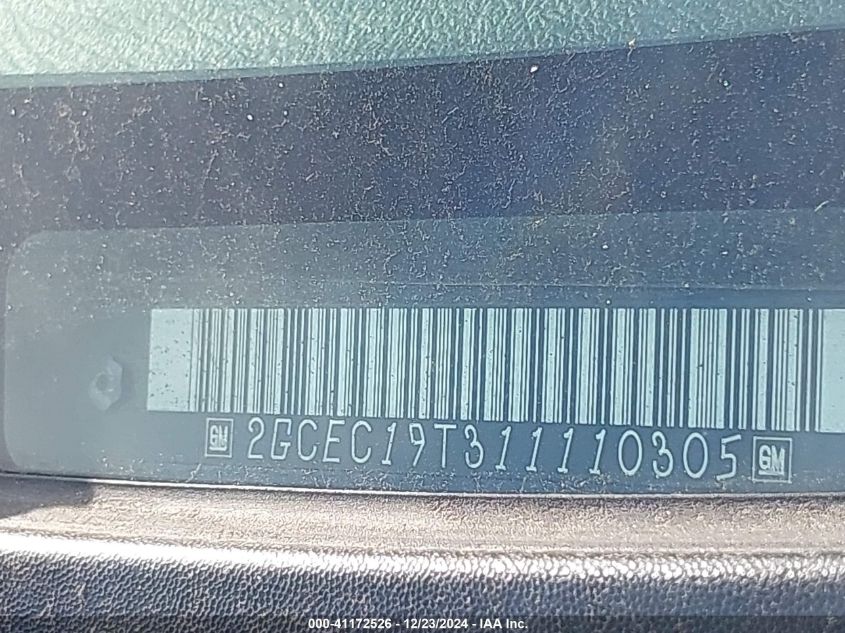 GM 2GCEC19T311110305 GM
000-41172526 - 12/23/2024 - IAA Inc.